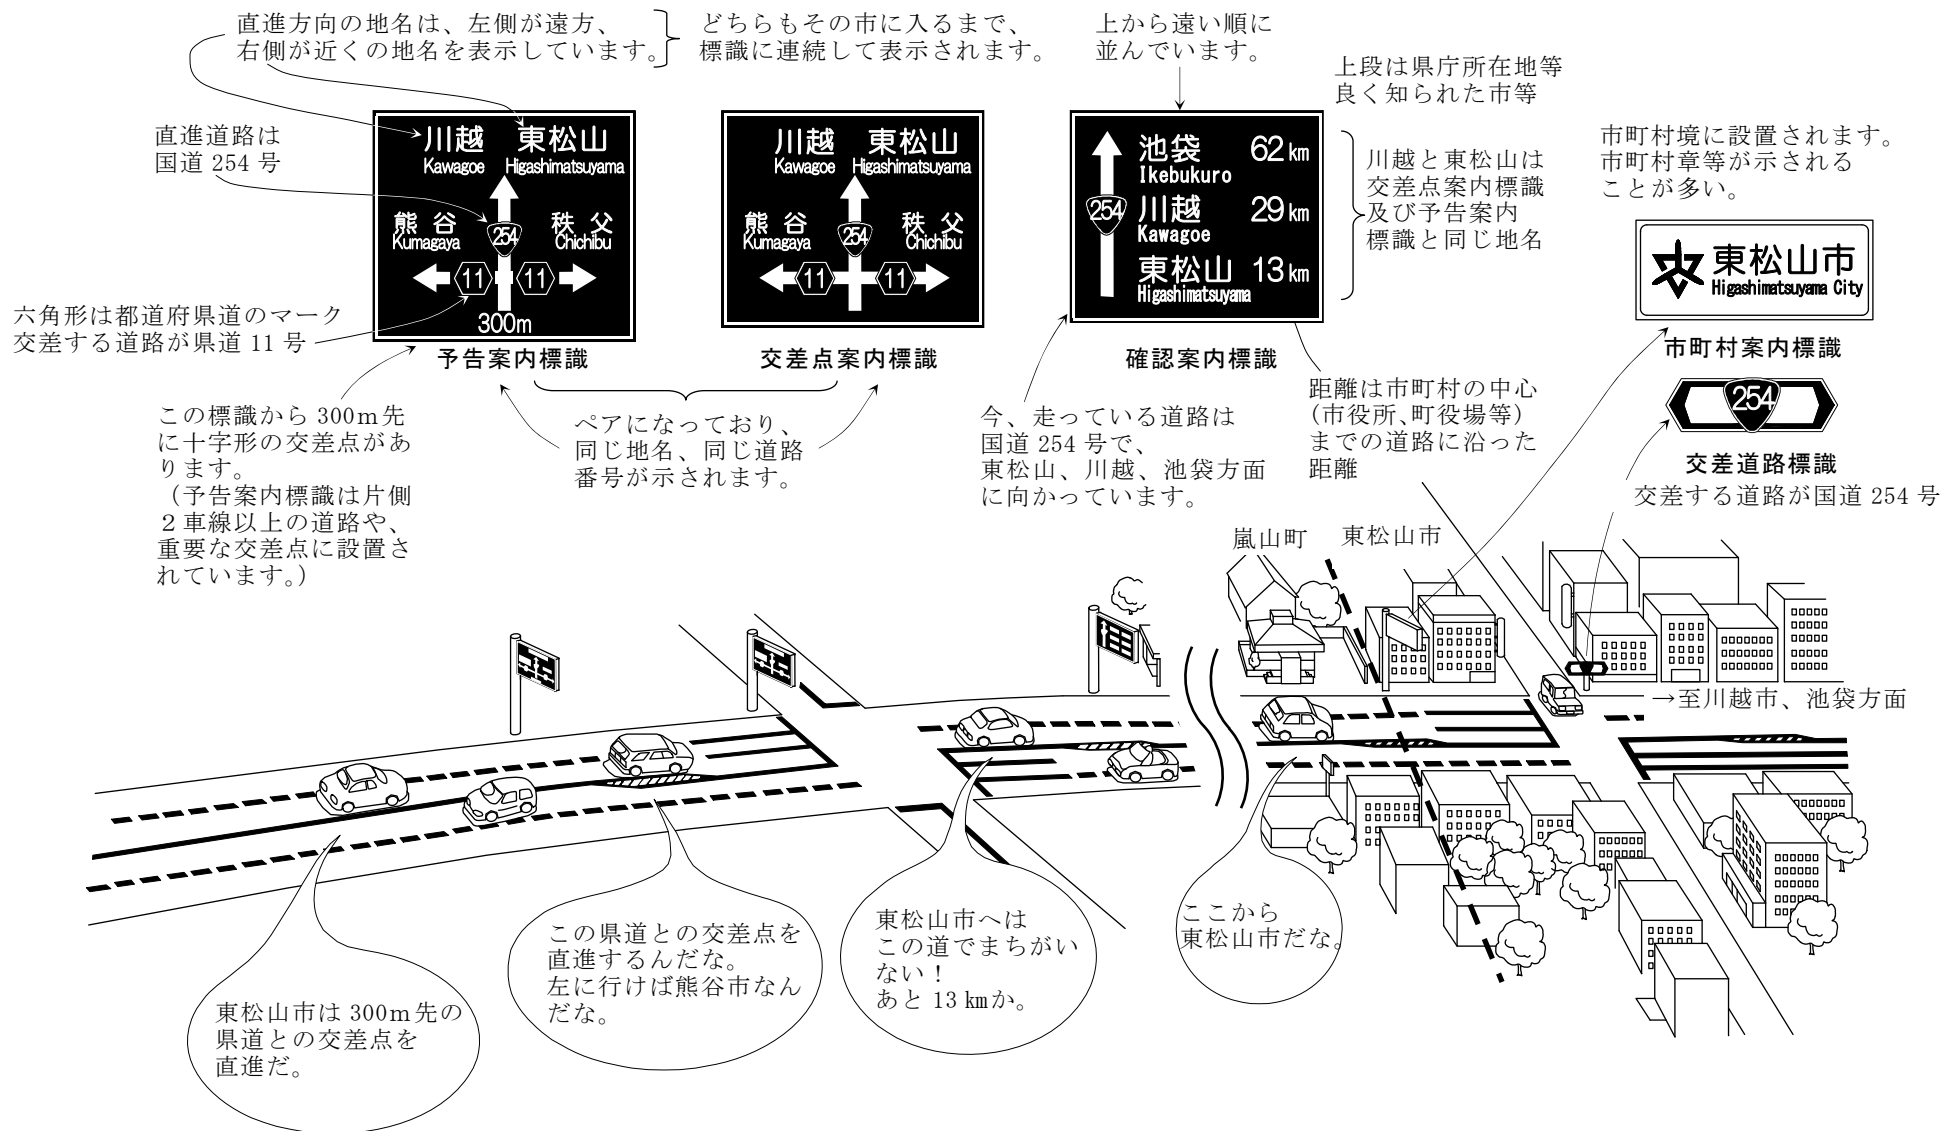 直進方向の地名は、左側が遠方、
右側が近くの地名を表示しています。
どちらもその市に入るまで、
標識に連続して表示されます。
上から遠い順に
並んでいます。
上段は県庁所在地等
良く知られた市等
直進道路は
国道 254 号
川越 東松山
Kawagoe Higashimatsuyama
熊谷 254 秩父
Kumagaya Chichibu
11 11
300m
予告案内標識
川越 東松山
Kawagoe Higashimatsuyama
熊谷 254 秩父
Kumagaya Chichibu
11 11
交差点案内標識
池袋 62 km
Ikebukuro
254 川越 29 km
Kawagoe
東松山 13 km
Higashimatsuyama
確認案内標識
川越と東松山は
交差点案内標識
及び予告案内
標識と同じ地名
市町村境に設置されます。
市町村章等が示される
ことが多い。
東松山市
Higashimatsuyama City
市町村案内標識
254
交差道路標識
交差する道路が国道 254 号
六角形は都道府県道のマーク
交差する道路が県道 11 号
この標識から 300m先
に十字形の交差点があ
ります。
(予告案内標識は片側
２車線以上の道路や、
重要な交差点に設置さ
れています。)
ペアになっており、
同じ地名、同じ道路
番号が示されます。
今、走っている道路は
国道 254 号で、
東松山、川越、池袋方面
に向かっています。
距離は市町村の中心
(市役所、町役場等)
までの道路に沿った
距離
嵐山町 東松山市
→至川越市、池袋方面
東松山市は 300m先の
県道との交差点を
直進だ。
この県道との交差点を
直進するんだな。
左に行けば熊谷市なん
だな。
東松山市へは
この道でまちがい
ない！
あと 13 kmか。
ここから
東松山市だな。